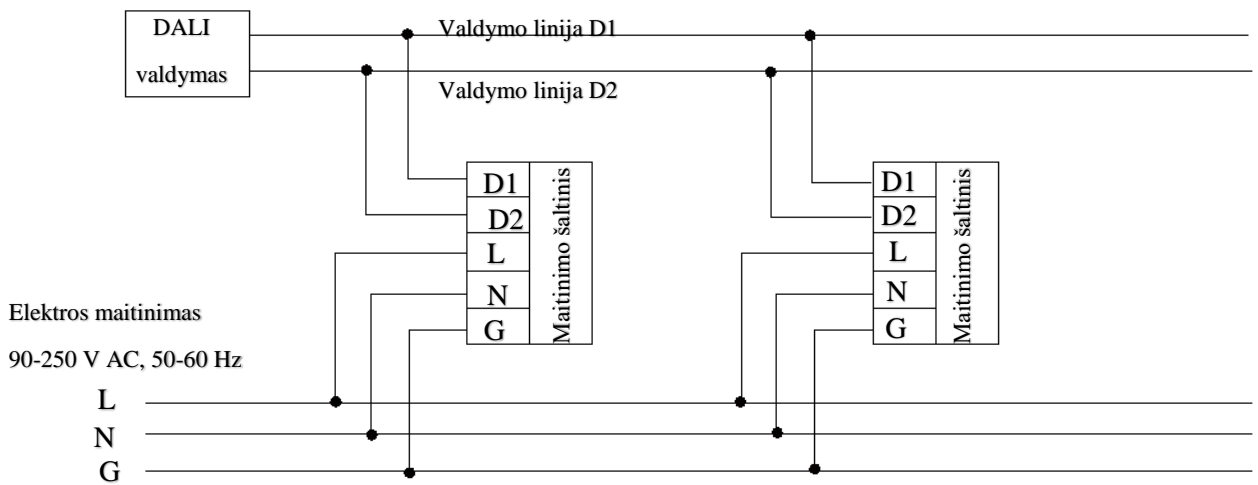 DALI
valdymas
Valdymo linija D1
Valdymo linija D2
D1
D2
L
N
G
Maitinimo šaltinis
D1
D2
L
N
G
Maitinimo šaltinis
Elektros maitinimas
90-250 V AC, 50-60 Hz
L
N
G